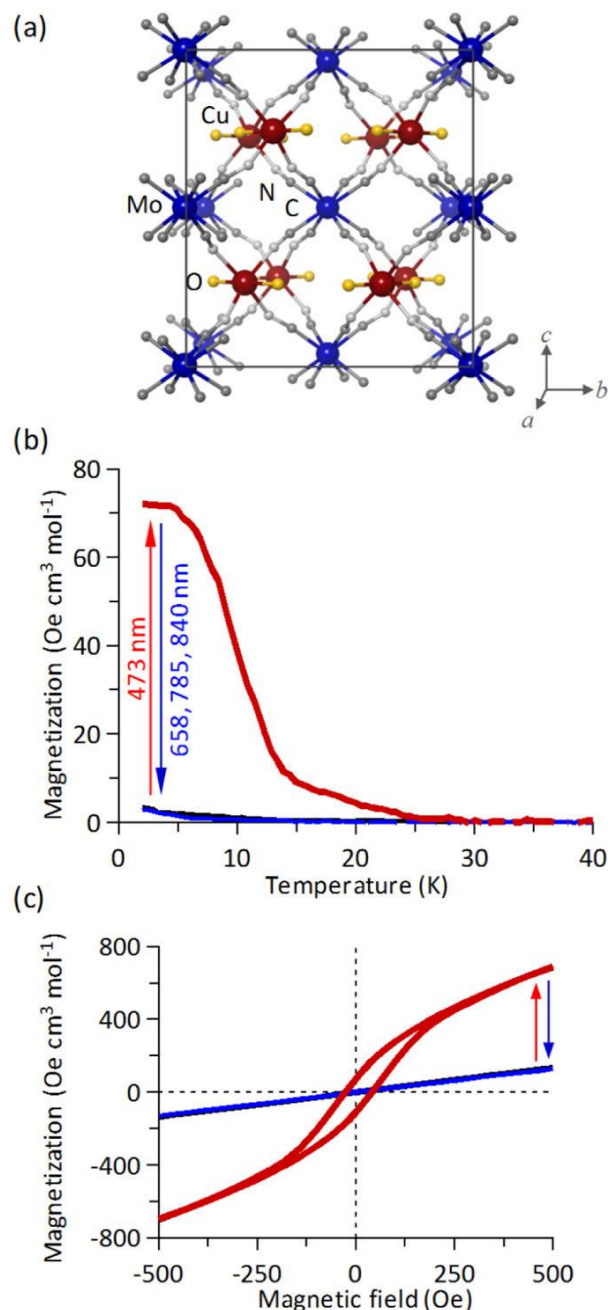 (a)
Cu
N
C
Mo
O
c
b
a
(b)
80
60
40
20
0
Magnetization (Oe cm³ mol⁻¹)
473 nm
658, 785, 840 nm
0 10 20 30 40
Temperature (K)
(c)
800
400
0
-400
-800
Magnetization (Oe cm³ mol⁻¹)
-500 -250 0 250 500
Magnetic field (Oe)